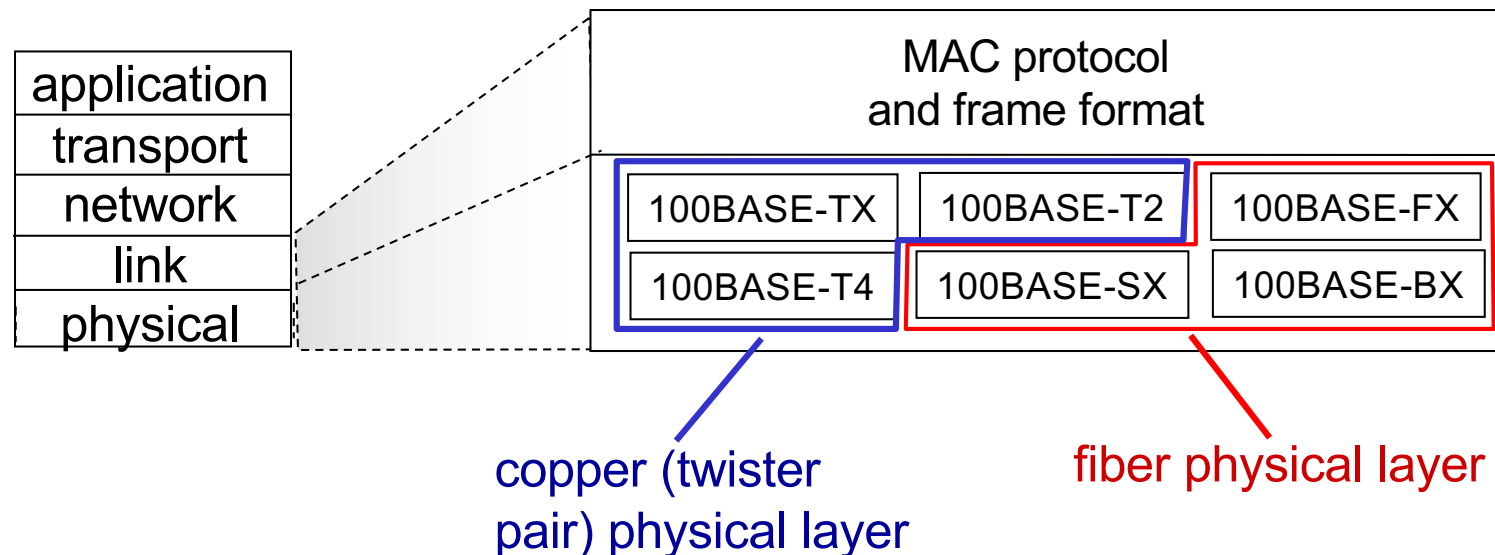 application
transport
network
link
physical
MAC protocol
and frame format
100BASE-TX
100BASE-T2
100BASE-FX
100BASE-T4
100BASE-SX
100BASE-BX
copper (twister
pair) physical layer
fiber physical layer